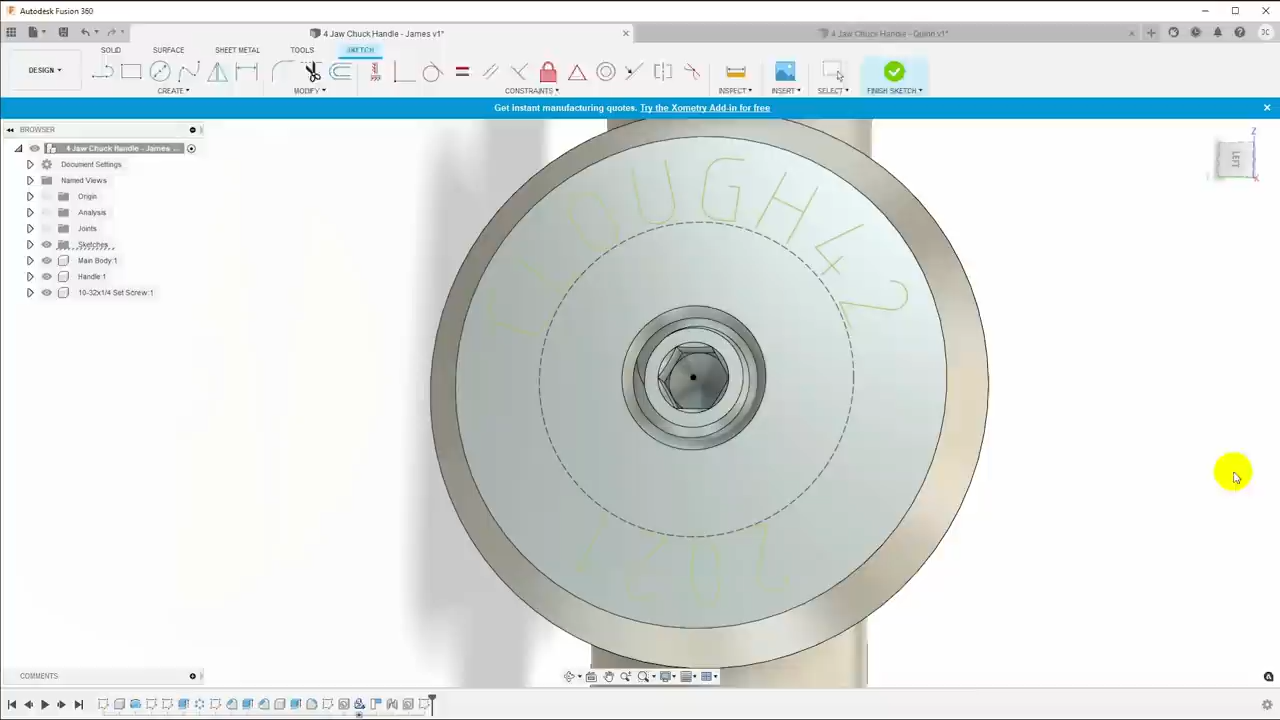 Autodesk Fusion 360
4 Jaw Chuck Handle - James v1*
4 Jaw Chuck Handle - Quinn v1*
SOLID
SURFACE
SHEET METAL
TOOLS
SKETCH
DESIGN
CREATE
MODIFY
CONSTRAINTS
INSPECT
INSERT
SELECT
FINISH SKETCH
Get instant manufacturing quotes. Try the Xometry Add-in for free
BROWSER
4 Jaw Chuck Handle - James ...
Document Settings
Named Views
Origin
Analysis
Joints
Sketches
Main Body:1
Handle:1
10-32x1/4 Set Screw:1
Z
LEFT
CLOUGH42
2021
COMMENTS